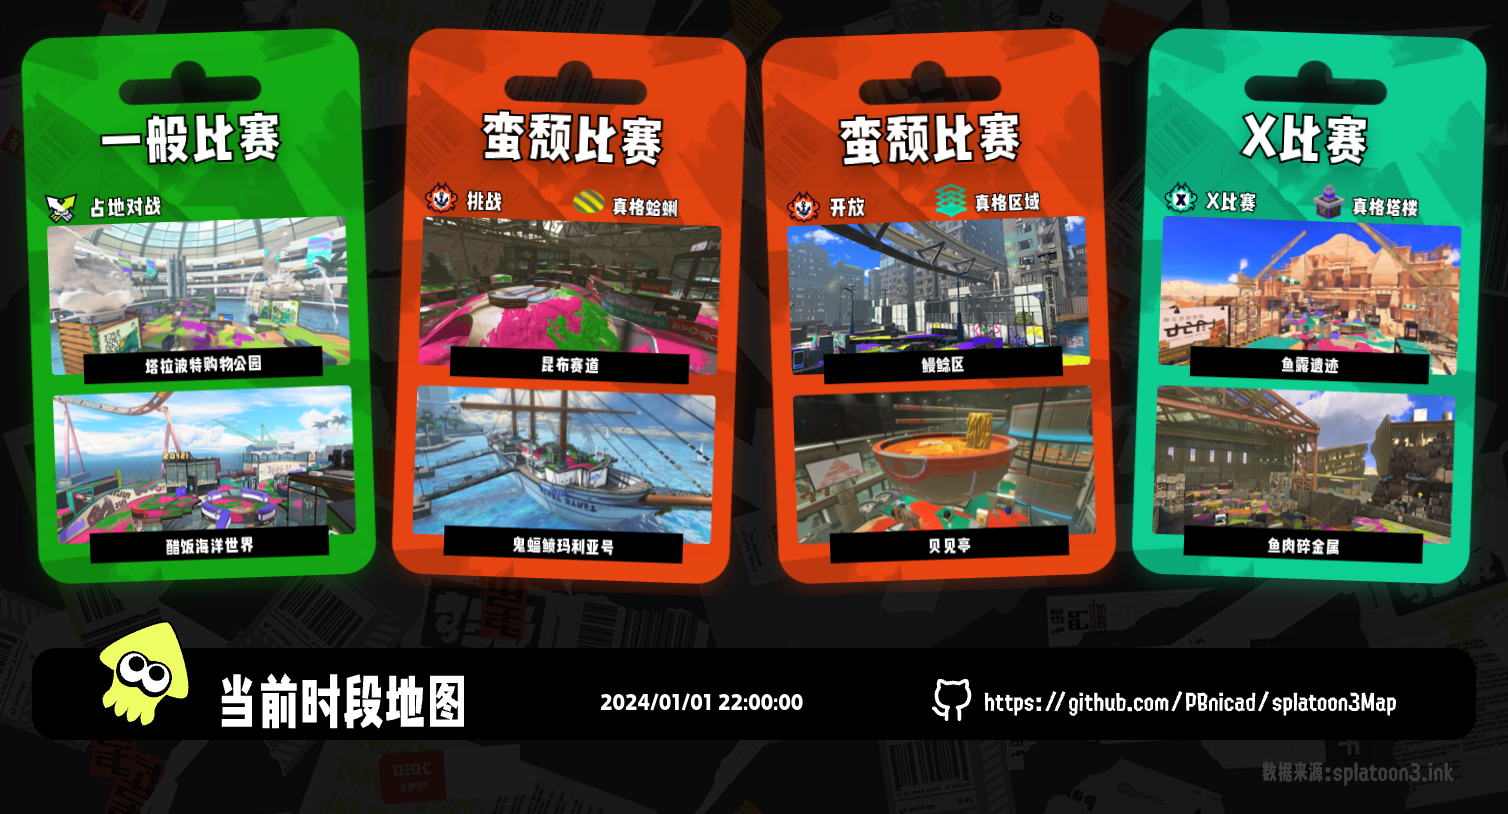 一般比赛
占地对战
塔拉波特购物公园
醋饭海洋世界
蛮颓比赛
挑战
真格蛤蜊
昆布赛道
鬼蝠鲼玛利亚号
蛮颓比赛
开放
真格区域
鳗鲶区
贝见亭
X比赛
X比赛
真格塔楼
鱼露遗迹
鱼肉碎金属
当前时段地图
2024/01/01 22:00:00
https://github.com/PBnicad/splatoon3Map
数据来源:splatoon3.ink